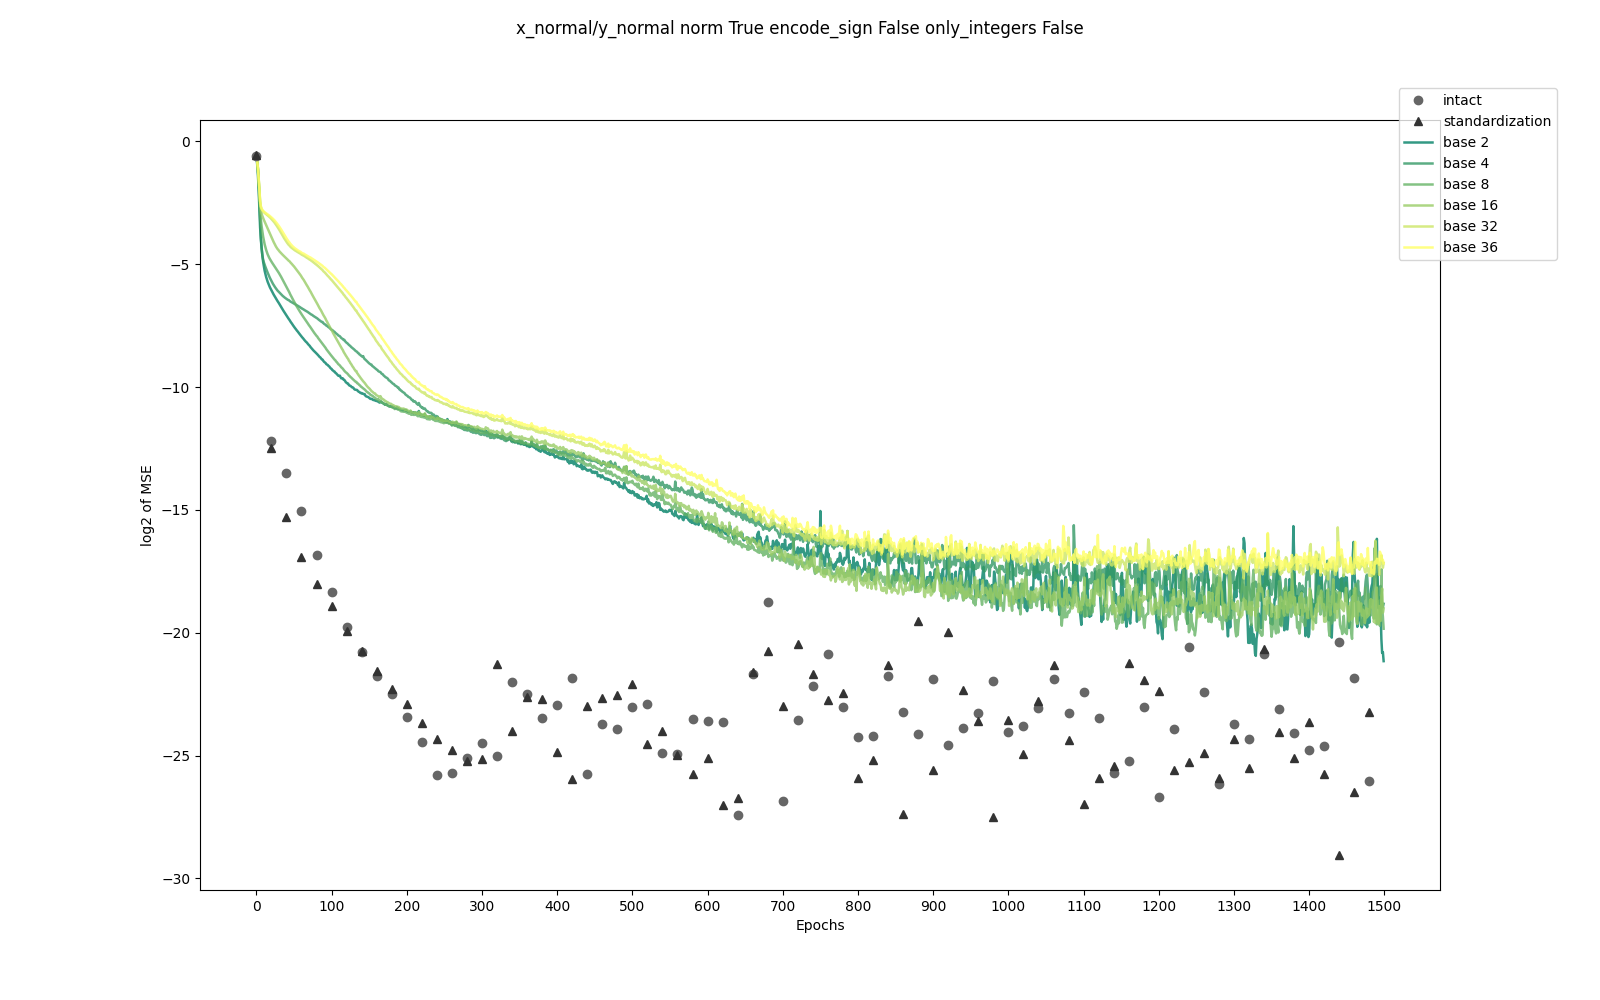 x_normal/y_normal norm True encode_sign False only_integers False
intact
standardization
base 2
base 4
base 8
base 16
base 32
base 36
0
−5
−10
−15
−20
−25
−30
log2 of MSE
0 100 200 300 400 500 600 700 800 900 1000 1100 1200 1300 1400 1500
Epochs